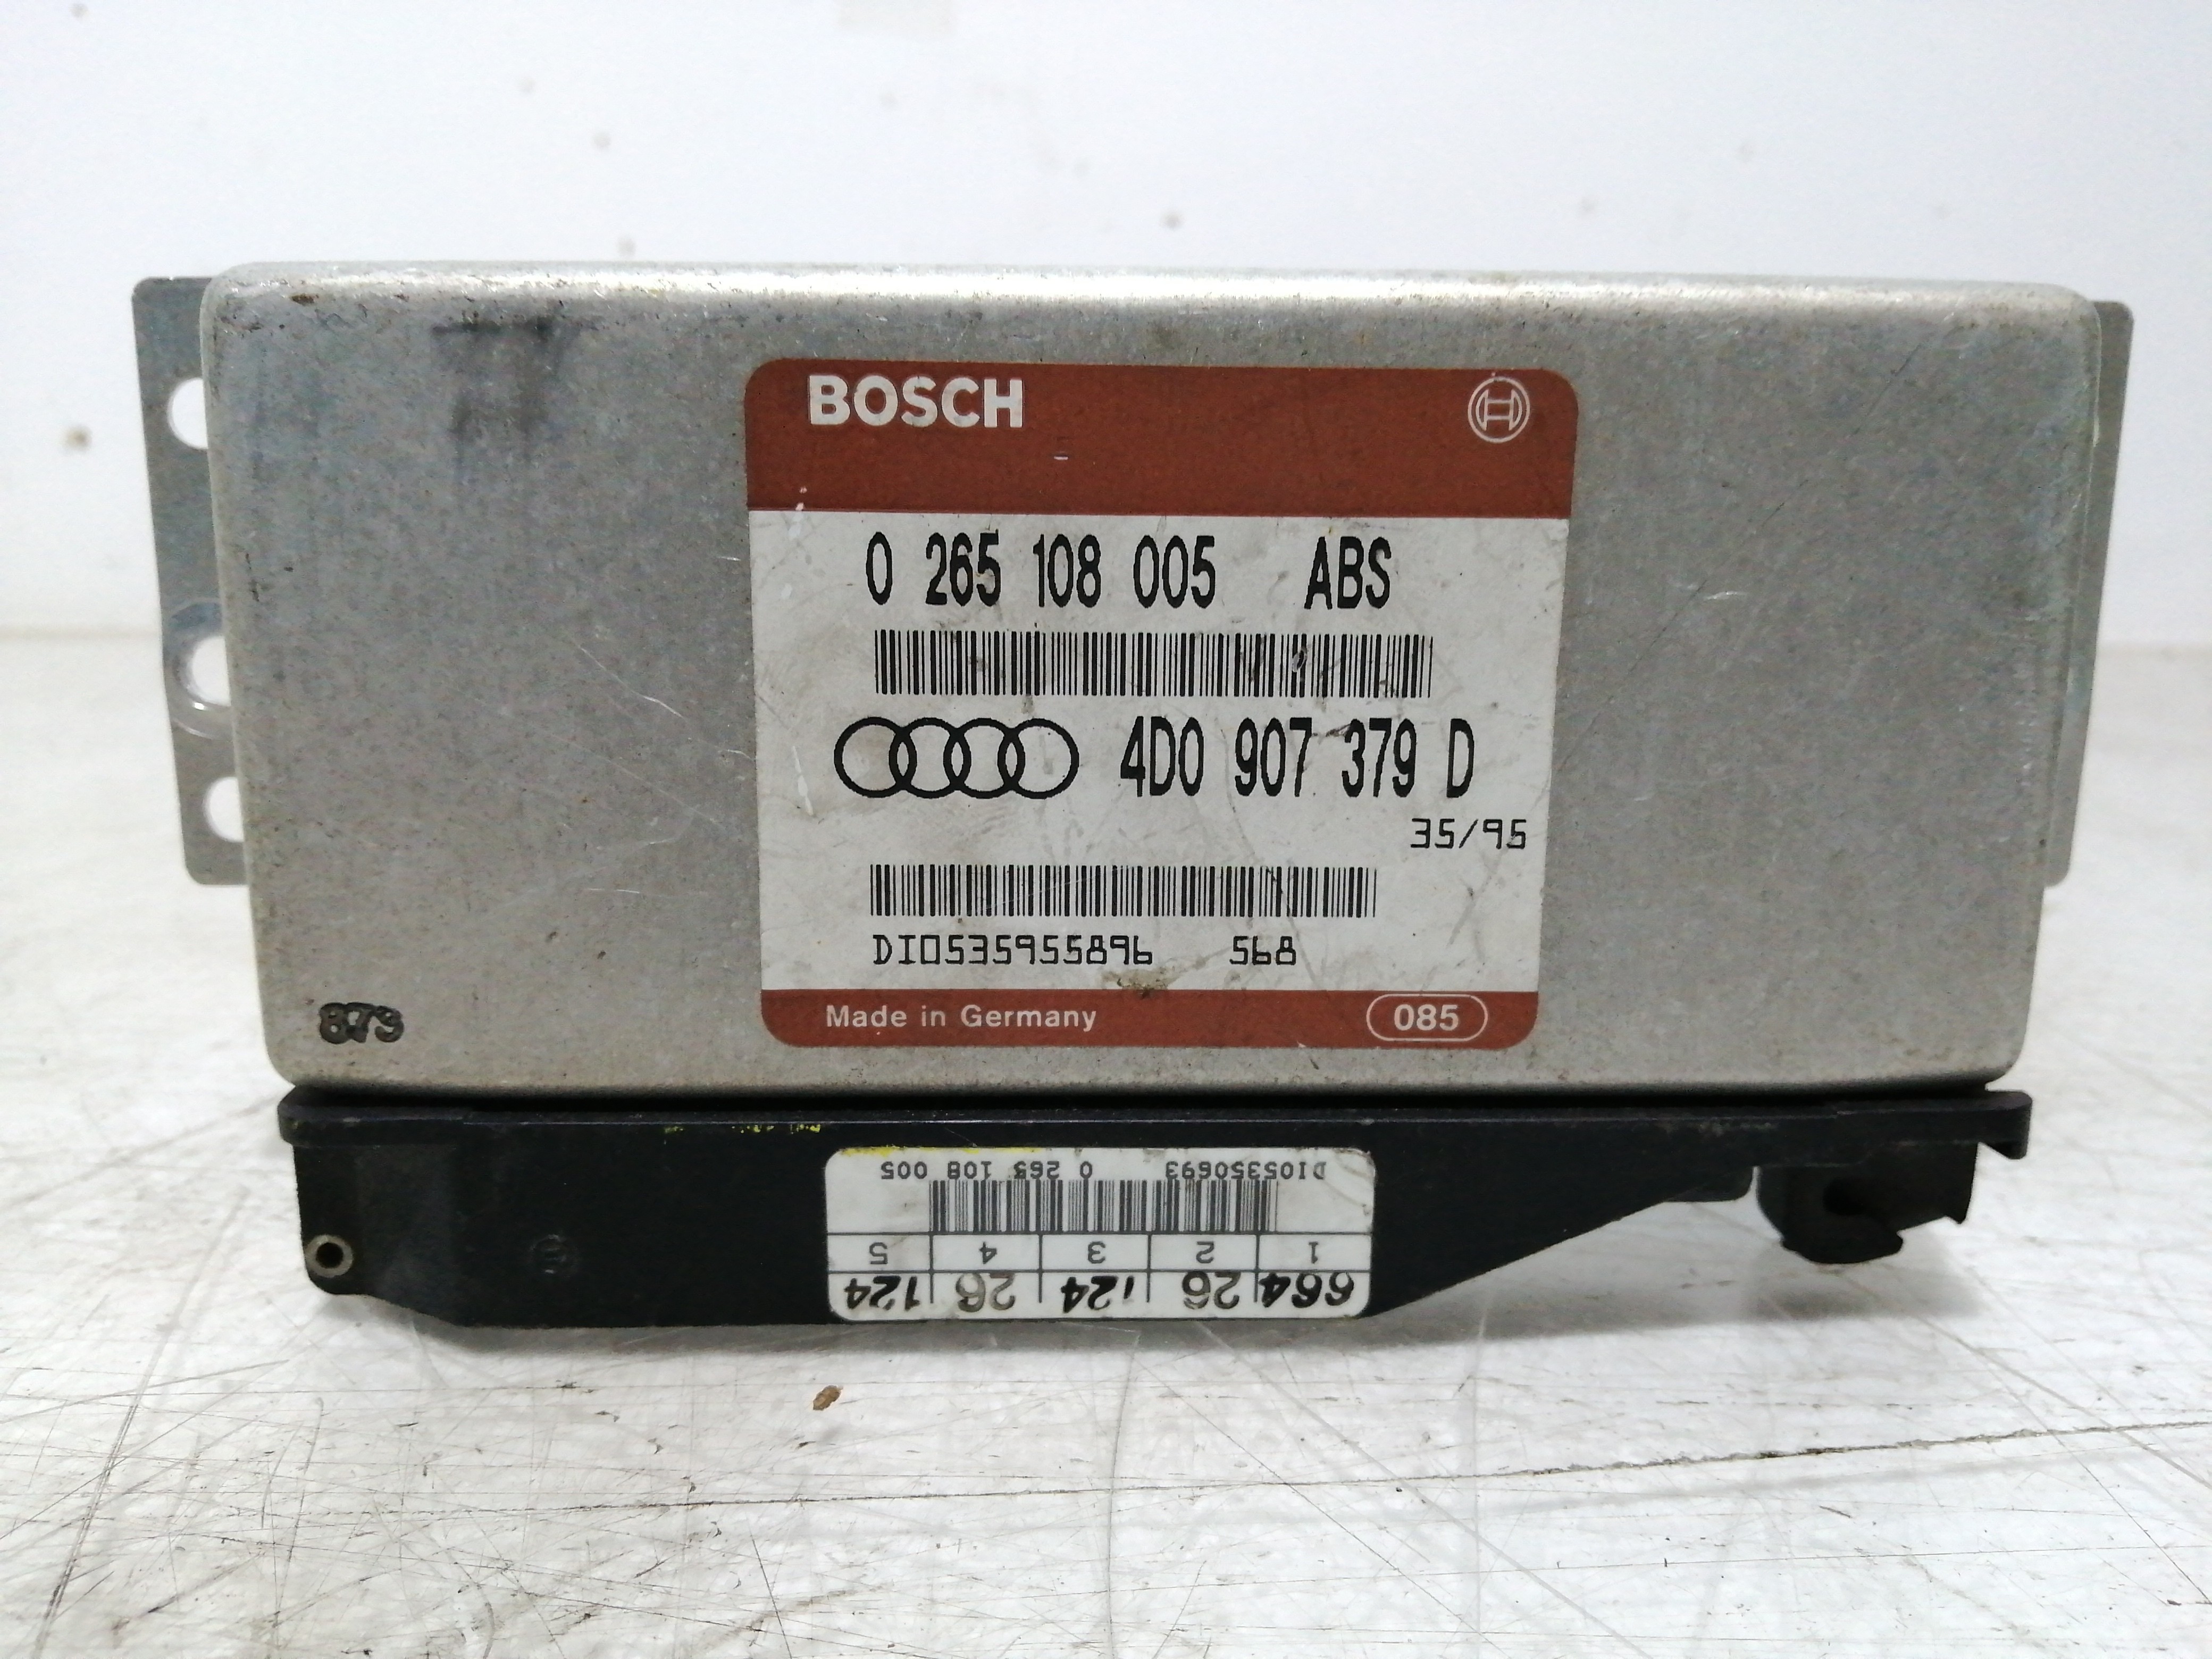 BOSCH
0 265 108 005 ABS
4D0 907 379 D
35/95
DI0535955896 568
Made in Germany 085
879
DI05350693 0 265 108 005
1 2 3 4 5
664 26 124 26 124